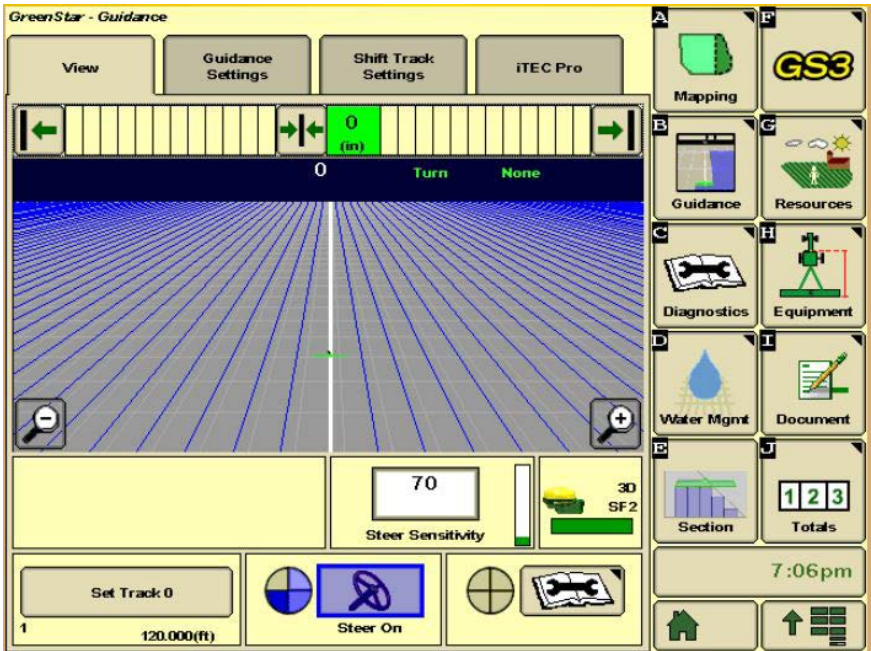 GreenStar - Guidance
View
Guidance
Settings
Shift Track
Settings
iTEC Pro
0
(in)
0
Turn
None
70
Steer Sensitivity
3D
SF2
Set Track 0
1
120.000(ft)
Steer On
A
Mapping
F
GS3
B
Guidance
G
Resources
C
Diagnostics
H
Equipment
D
Water Mgmt
I
Document
E
Section
J
1 2 3
Totals
7:06pm